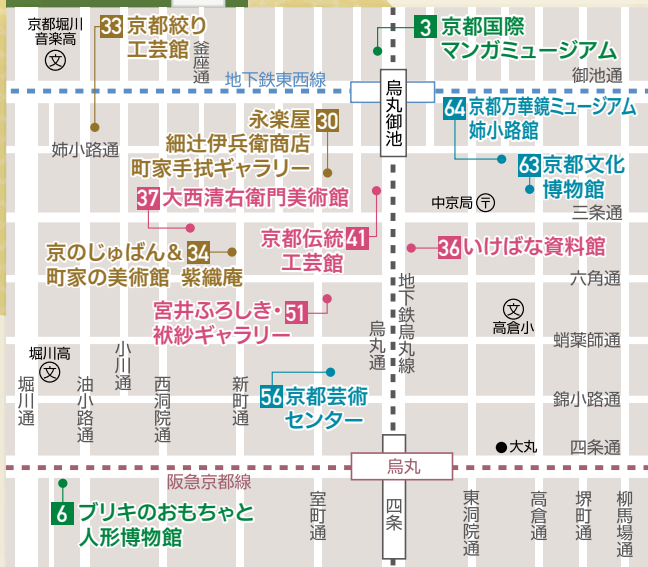 京都堀川
音楽高
文
33 京都絞り
工芸館
釜座通
3 京都国際
マンガミュージアム
地下鉄東西線
御池通
烏丸御池
姉小路通
永楽屋 30
細辻伊兵衛商店
町家手拭ギャラリー
64 京都万華鏡ミュージアム
姉小路館
63 京都文化
博物館
37 大西清右衛門美術館
中京局 〒
三条通
京都伝統 41
工芸館
36 いけばな資料館
京のじゅばん& 34
町家の美術館 紫織庵
六角通
地下鉄烏丸線
宮井ふろしき・ 51
袱紗ギャラリー
文
高倉小
烏丸通
蛸薬師通
堀川高
文
小川通
堀川通
油小路通
西洞院通
新町通
56 京都芸術
センター
錦小路通
大丸
四条通
烏丸
阪急京都線
四条
6 ブリキのおもちゃと
人形博物館
室町通
東洞院通
高倉通
堺町通
柳馬場通